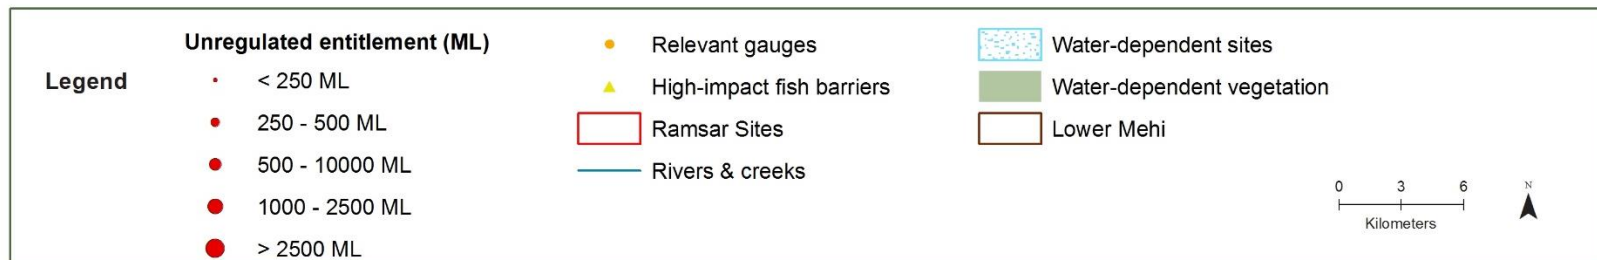 Legend
Unregulated entitlement (ML)
< 250 ML
250 - 500 ML
500 - 10000 ML
1000 - 2500 ML
> 2500 ML
Relevant gauges
High-impact fish barriers
Ramsar Sites
Rivers & creeks
Water-dependent sites
Water-dependent vegetation
Lower Mehi
0 3 6
Kilometers
N